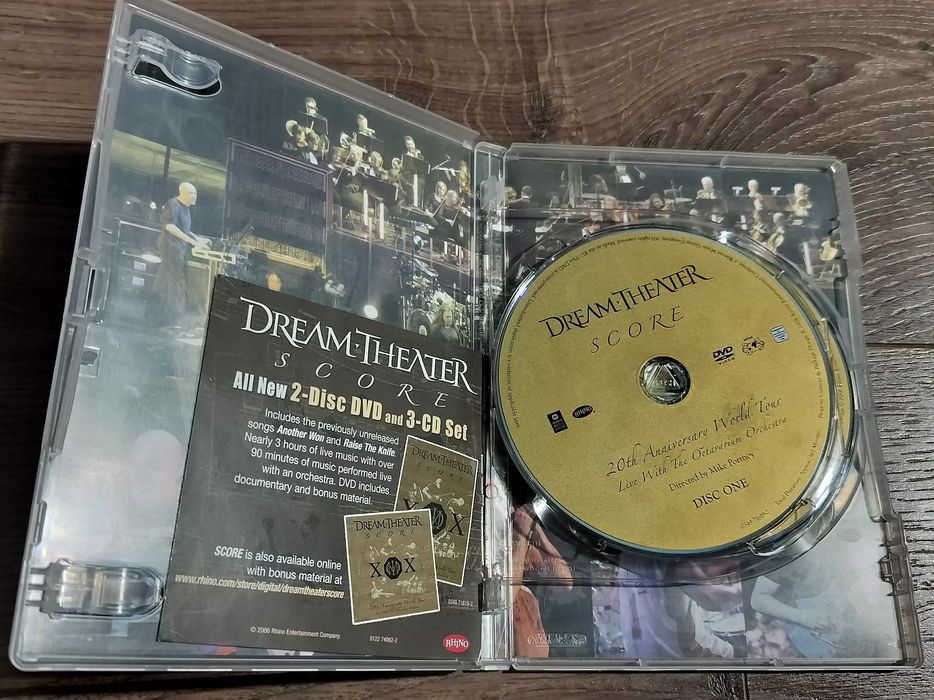 DREAM·THEATER
SCORE
All New 2-Disc DVD and 3-CD Set
Includes the previously unreleased
songs Another Won and Raise The Knife.
Nearly 3 hours of live music with over
90 minutes of music performed live
with an orchestra. DVD includes
documentary and bonus material.
DREAM·THEATER
SCORE
DREAM·THEATER
SCORE
XOX
SCORE is also available online
with bonus material at
www.rhino.com/store/digital/dreamtheaterscore
© 2006 Rhino Entertainment Company.
8122 74062-2
RHINO
DREAM·THEATER
SCORE
DVD
VIDEO
RHINO
20th Anniversary World Tour
Live With The Octavarium Orchestra
Directed by Mike Portnoy
DISC ONE